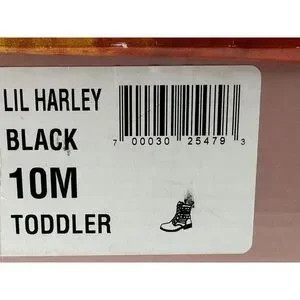 LIL HARLEY
BLACK
10M
TODDLER
7 00030 25479 3